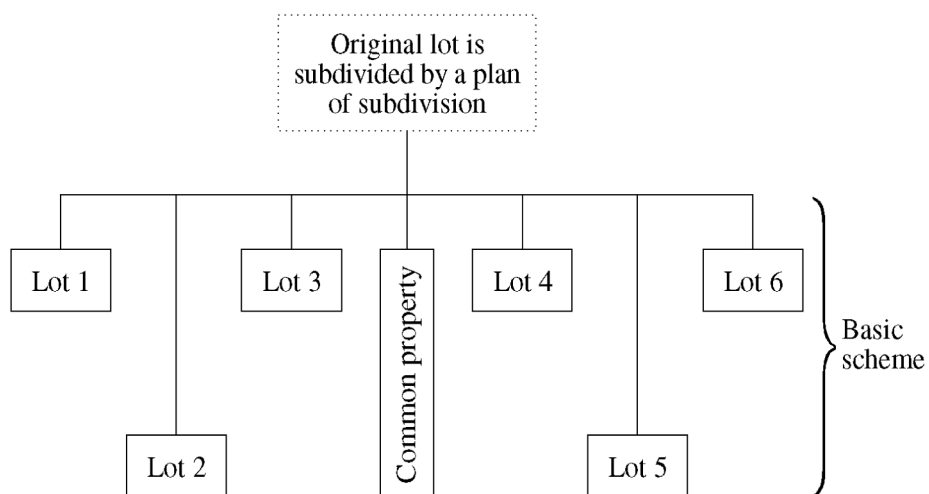 Original lot is
subdivided by a plan
of subdivision
Lot 1
Lot 3
Common property
Lot 4
Lot 6
Basic
scheme
Lot 2
Lot 5